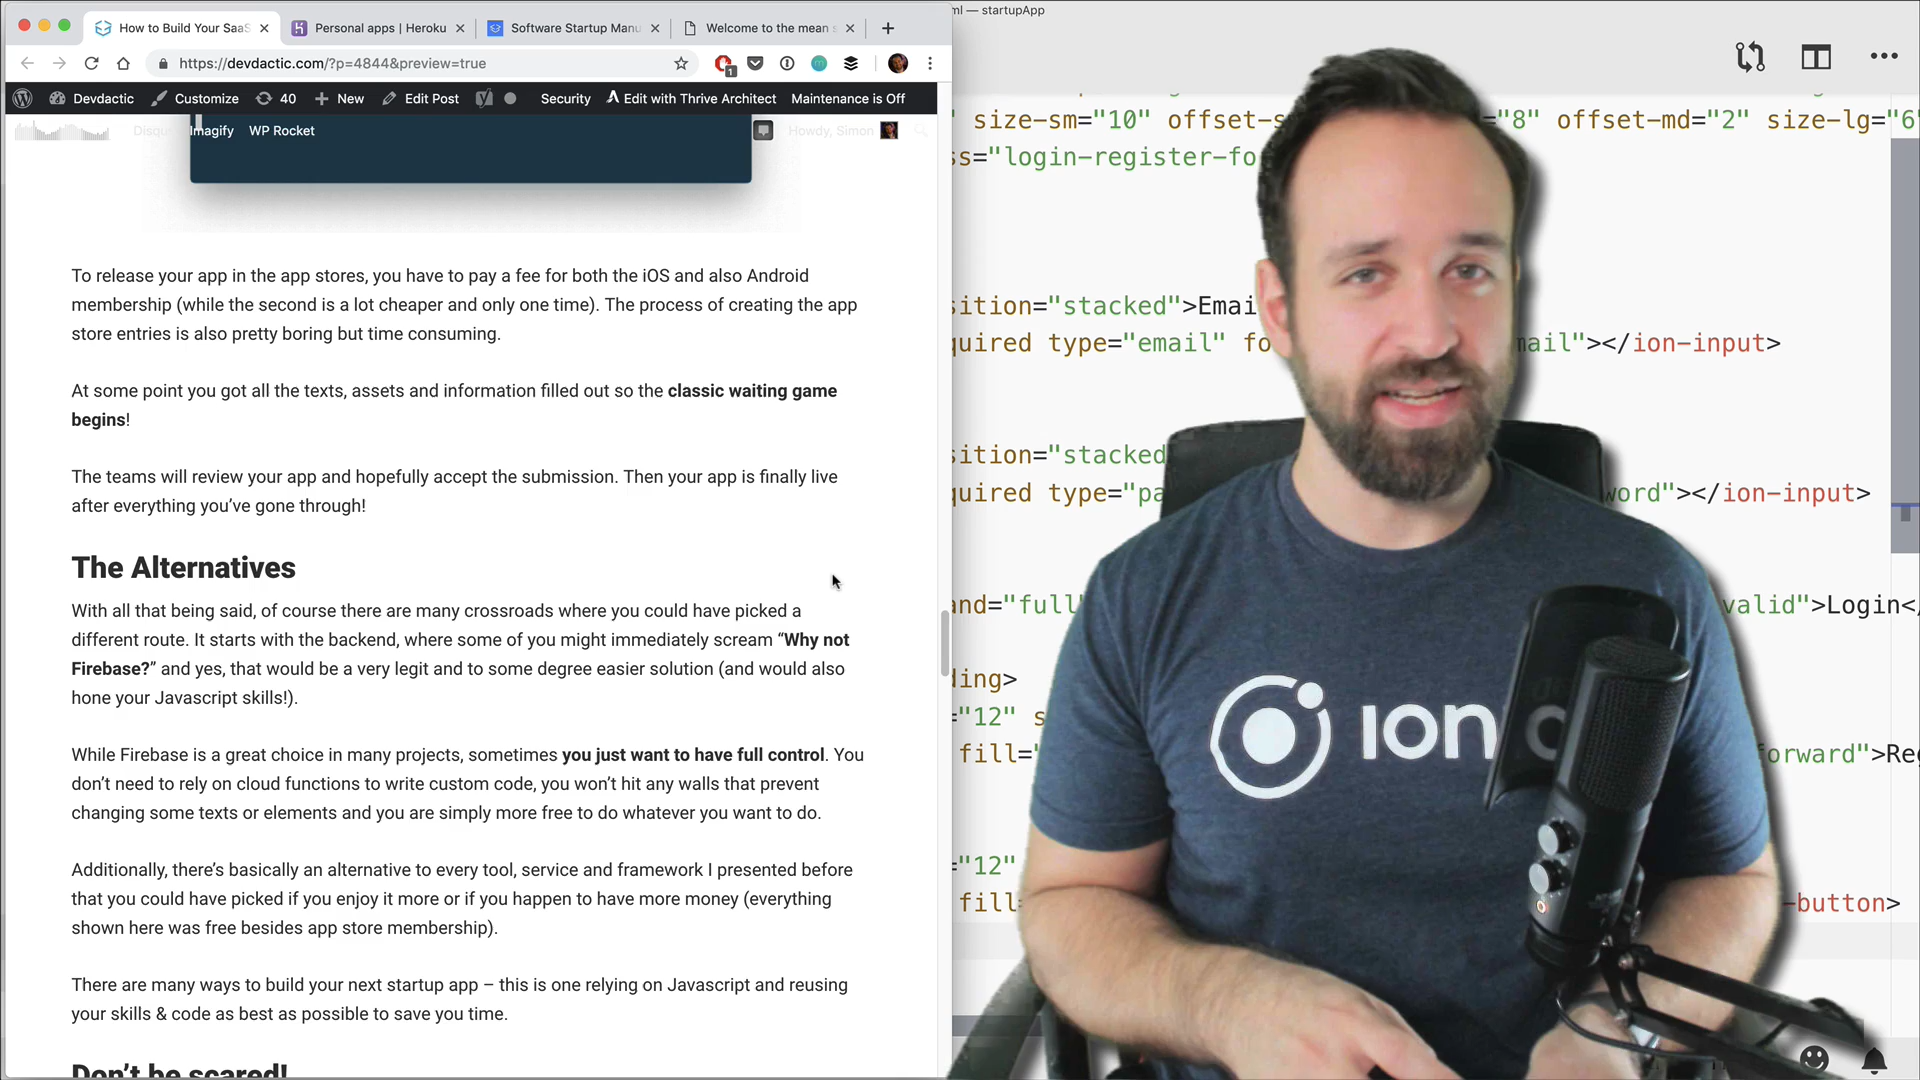 How to Build Your SaaS
Personal apps | Heroku
Software Startup Manu
Welcome to the mean s
ml — startupApp
https://devdactic.com/?p=4844&preview=true
1
Devdactic
Customize
40
New
Edit Post
Security
Edit with Thrive Architect
Maintenance is Off
Disqu
Imagify
WP Rocket
Howdy, Simon
To release your app in the app stores, you have to pay a fee for both the iOS and also Android
membership (while the second is a lot cheaper and only one time). The process of creating the app
store entries is also pretty boring but time consuming.
At some point you got all the texts, assets and information filled out so the classic waiting game
begins!
The teams will review your app and hopefully accept the submission. Then your app is finally live
after everything you’ve gone through!
The Alternatives
With all that being said, of course there are many crossroads where you could have picked a
different route. It starts with the backend, where some of you might immediately scream “Why not
Firebase?” and yes, that would be a very legit and to some degree easier solution (and would also
hone your Javascript skills!).
While Firebase is a great choice in many projects, sometimes you just want to have full control. You
don’t need to rely on cloud functions to write custom code, you won’t hit any walls that prevent
changing some texts or elements and you are simply more free to do whatever you want to do.
Additionally, there’s basically an alternative to every tool, service and framework I presented before
that you could have picked if you enjoy it more or if you happen to have more money (everything
shown here was free besides app store membership).
There are many ways to build your next startup app – this is one relying on Javascript and reusing
your skills & code as best as possible to save you time.
Don’t be scared!
" size-sm="10" offset-s ="8" offset-md="2" size-lg="6"
ss="login-register-fo
sition="stacked">Emai
quired type="email" fo mail"></ion-input>
sition="stacked
quired type="pa word"></ion-input>
and="full valid">Login</
ding>
="12" s
fill=" orward">Reg
="12"
fill= -button>
ion